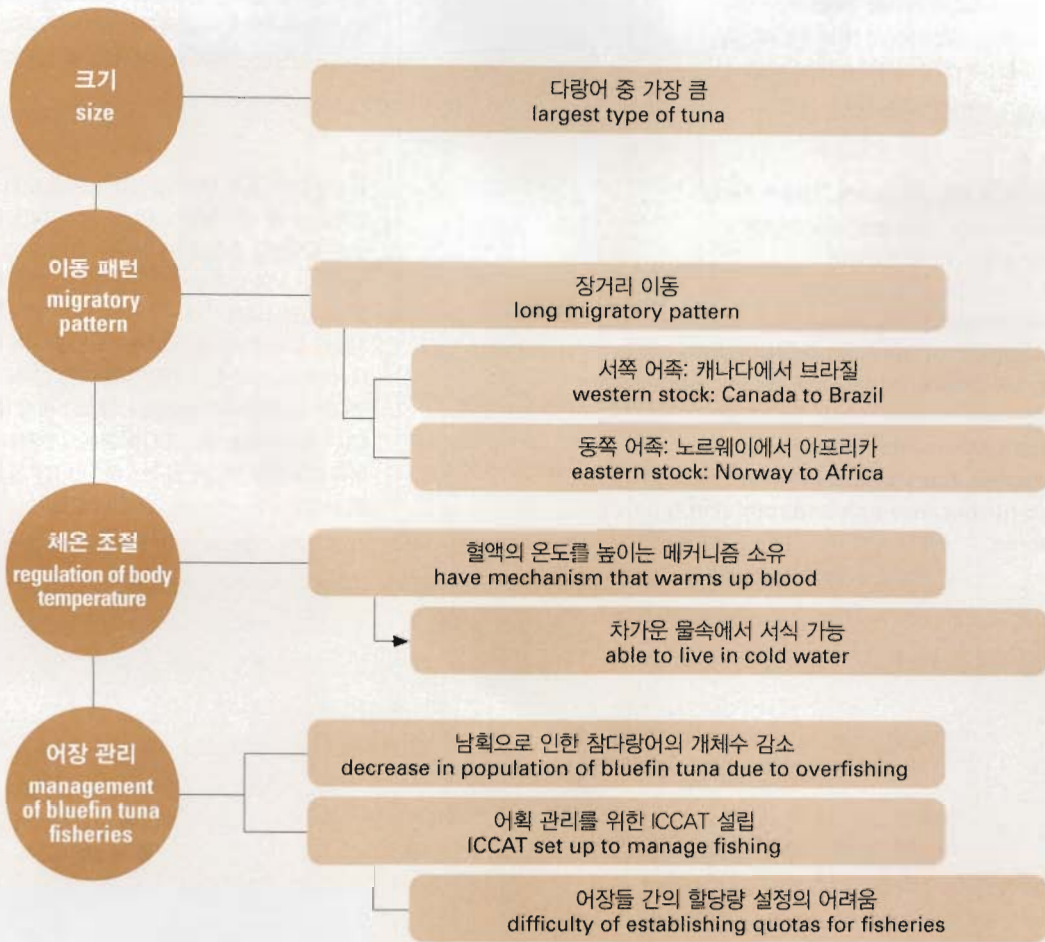 크기
size
다랑어 중 가장 큼
largest type of tuna
이동 패턴
migratory
pattern
장거리 이동
long migratory pattern
서쪽 어족: 캐나다에서 브라질
western stock: Canada to Brazil
동쪽 어족: 노르웨이에서 아프리카
eastern stock: Norway to Africa
체온 조절
regulation of body
temperature
혈액의 온도를 높이는 메커니즘 소유
have mechanism that warms up blood
차가운 물속에서 서식 가능
able to live in cold water
어장 관리
management
of bluefin tuna
fisheries
남획으로 인한 참다랑어의 개체수 감소
decrease in population of bluefin tuna due to overfishing
어획 관리를 위한 ICCAT 설립
ICCAT set up to manage fishing
어장들 간의 할당량 설정의 어려움
difficulty of establishing quotas for fisheries